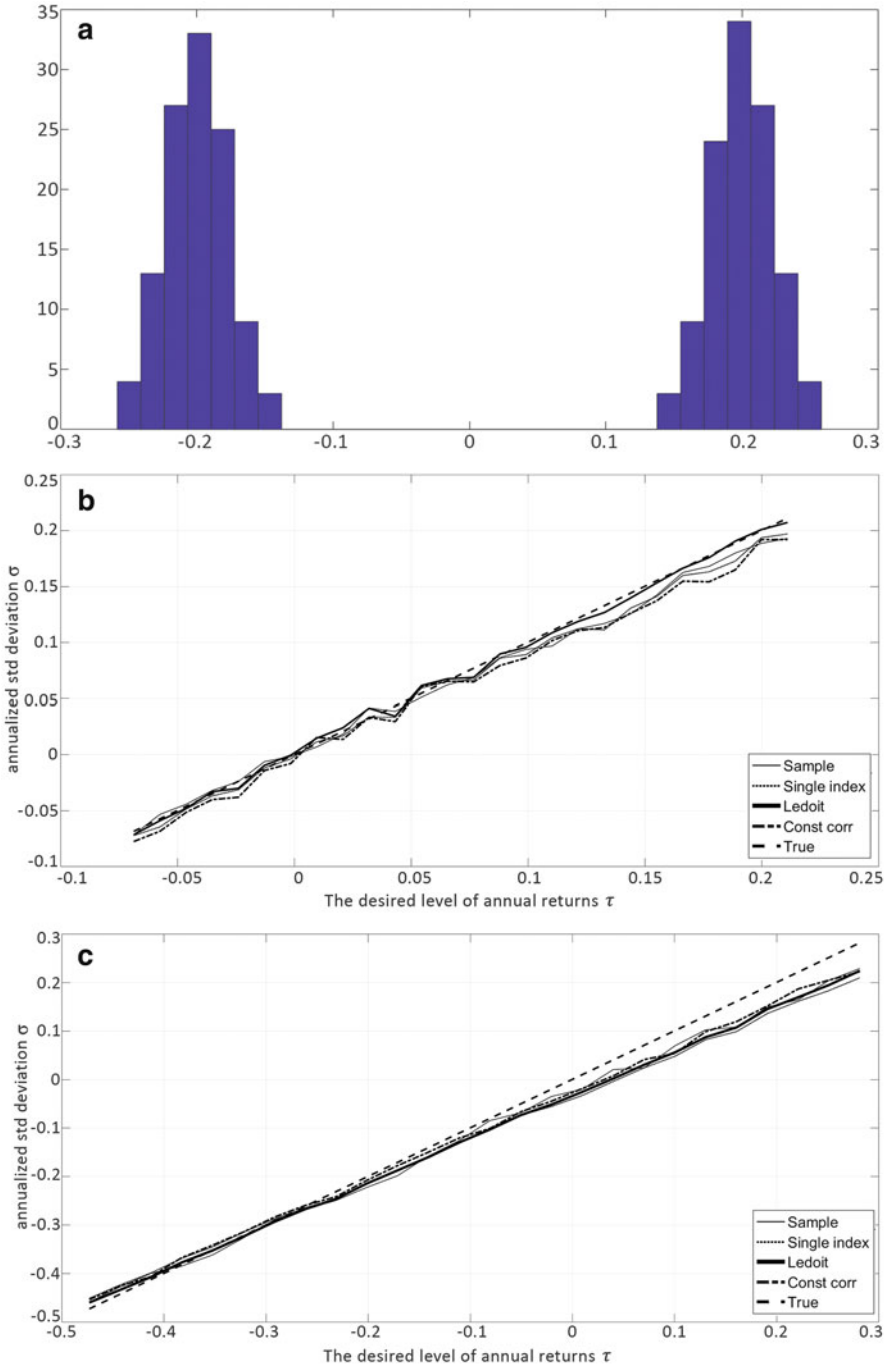 a
35
30
25
20
15
10
5
0
-0.3 -0.2 -0.1 0 0.1 0.2 0.3
b
0.25
0.2
0.15
0.1
0.05
0
-0.05
-0.1
annualized std deviation σ
Sample
Single index
Ledoit
Const corr
True
-0.1 -0.05 0 0.05 0.1 0.15 0.2 0.25
The desired level of annual returns τ
c
0.3
0.2
0.1
0
-0.1
-0.2
-0.3
-0.4
-0.5
annualized std deviation σ
Sample
Single index
Ledoit
Const corr
True
-0.5 -0.4 -0.3 -0.2 -0.1 0 0.1 0.2 0.3
The desired level of annual returns τ